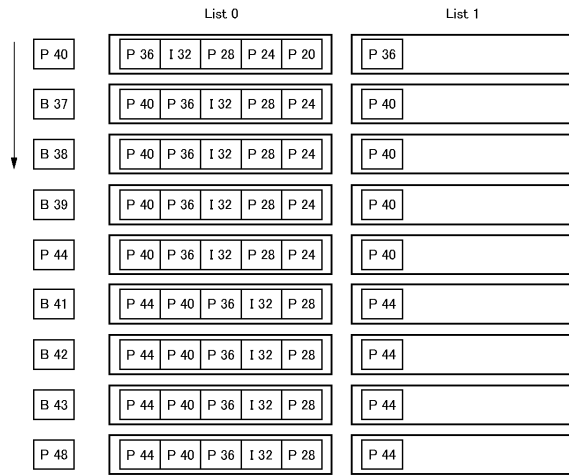 List 0 List 1
P 40 P 36 I 32 P 28 P 24 P 20 P 36
B 37 P 40 P 36 I 32 P 28 P 24 P 40
B 38 P 40 P 36 I 32 P 28 P 24 P 40
B 39 P 40 P 36 I 32 P 28 P 24 P 40
P 44 P 40 P 36 I 32 P 28 P 24 P 40
B 41 P 44 P 40 P 36 I 32 P 28 P 44
B 42 P 44 P 40 P 36 I 32 P 28 P 44
B 43 P 44 P 40 P 36 I 32 P 28 P 44
P 48 P 44 P 40 P 36 I 32 P 28 P 44